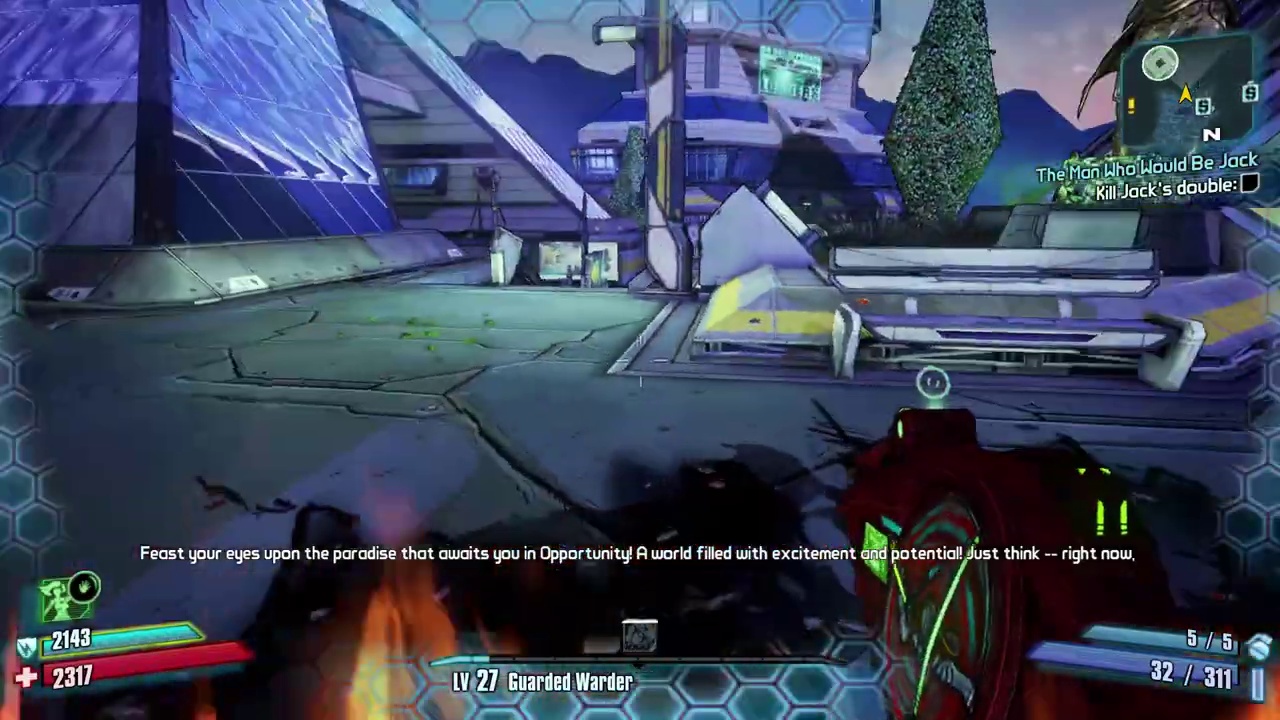 N
The Man Who Would Be Jack
Kill Jack's double:
Feast your eyes upon the paradise that awaits you in Opportunity! A world filled with excitement and potential! Just think -- right now,
2143
2317
LV 27 Guarded Warder
5 / 5
32 / 311